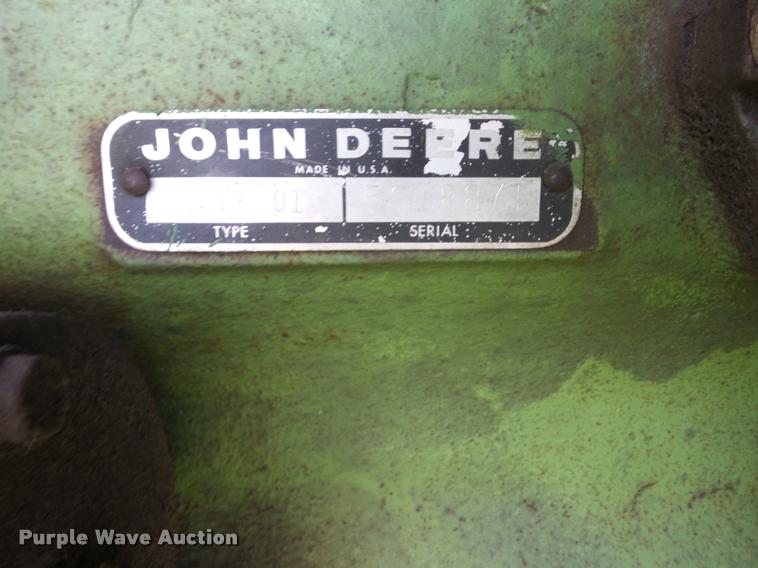 JOHN DEERE
MADE IN U.S.A.
TYPE SERIAL
Purple Wave Auction